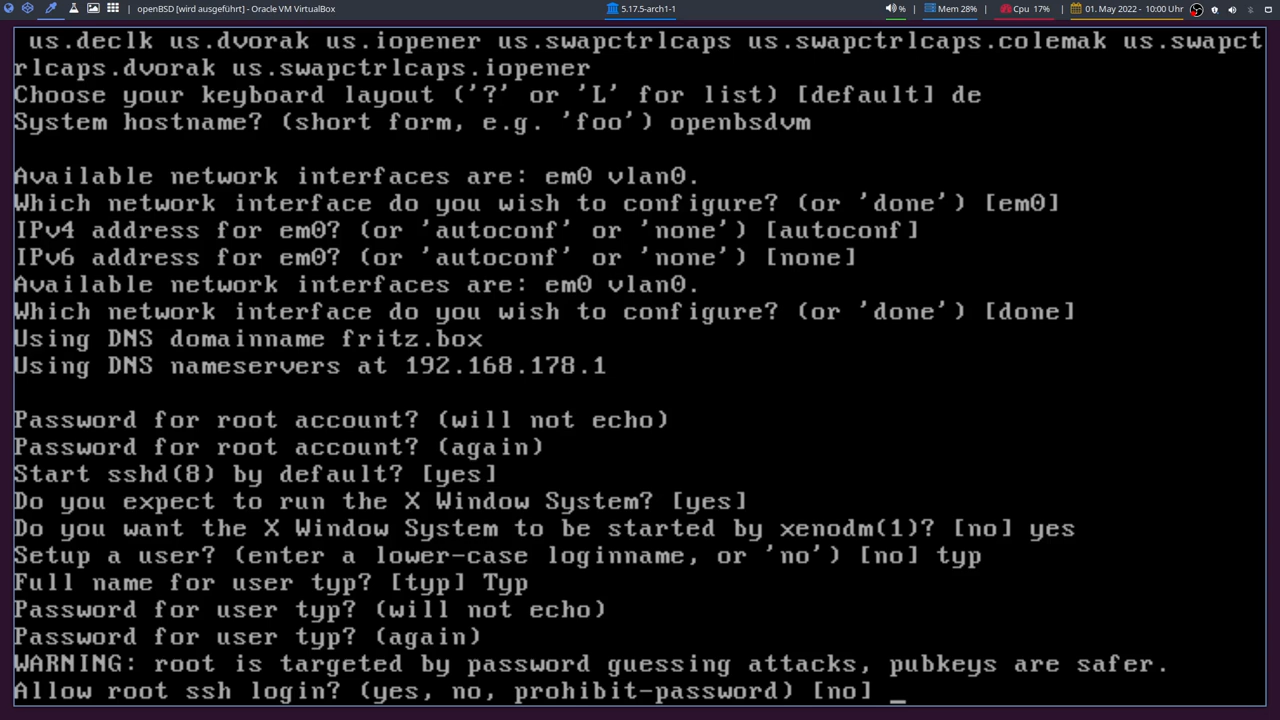 openBSD [wird ausgeführt] - Oracle VM VirtualBox
5.17.5-arch1-1
%
Mem 28%
Cpu 17%
01. May 2022 - 10:00 Uhr
us.declk us.dvorak us.iopener us.swapctrlcaps us.swapctrlcaps.colemak us.swapct
rlcaps.dvorak us.swapctrlcaps.iopener
Choose your keyboard layout ('?' or 'L' for list) [default] de
System hostname? (short form, e.g. 'foo') openbsdvm
Available network interfaces are: em0 vlan0.
Which network interface do you wish to configure? (or 'done') [em0]
IPv4 address for em0? (or 'autoconf' or 'none') [autoconf]
IPv6 address for em0? (or 'autoconf' or 'none') [none]
Available network interfaces are: em0 vlan0.
Which network interface do you wish to configure? (or 'done') [done]
Using DNS domainname fritz.box
Using DNS nameservers at 192.168.178.1
Password for root account? (will not echo)
Password for root account? (again)
Start sshd(8) by default? [yes]
Do you expect to run the X Window System? [yes]
Do you want the X Window System to be started by xenodm(1)? [no] yes
Setup a user? (enter a lower-case loginname, or 'no') [no] typ
Full name for user typ? [typ] Typ
Password for user typ? (will not echo)
Password for user typ? (again)
WARNING: root is targeted by password guessing attacks, pubkeys are safer.
Allow root ssh login? (yes, no, prohibit-password) [no] _